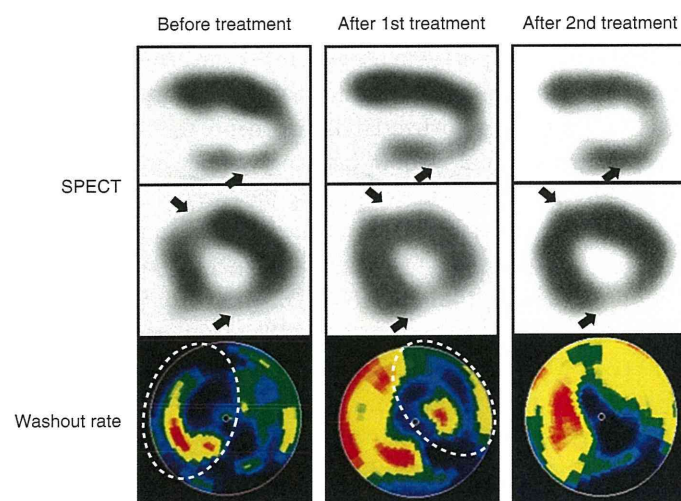 Before treatment
After 1st treatment
After 2nd treatment
SPECT
Washout rate